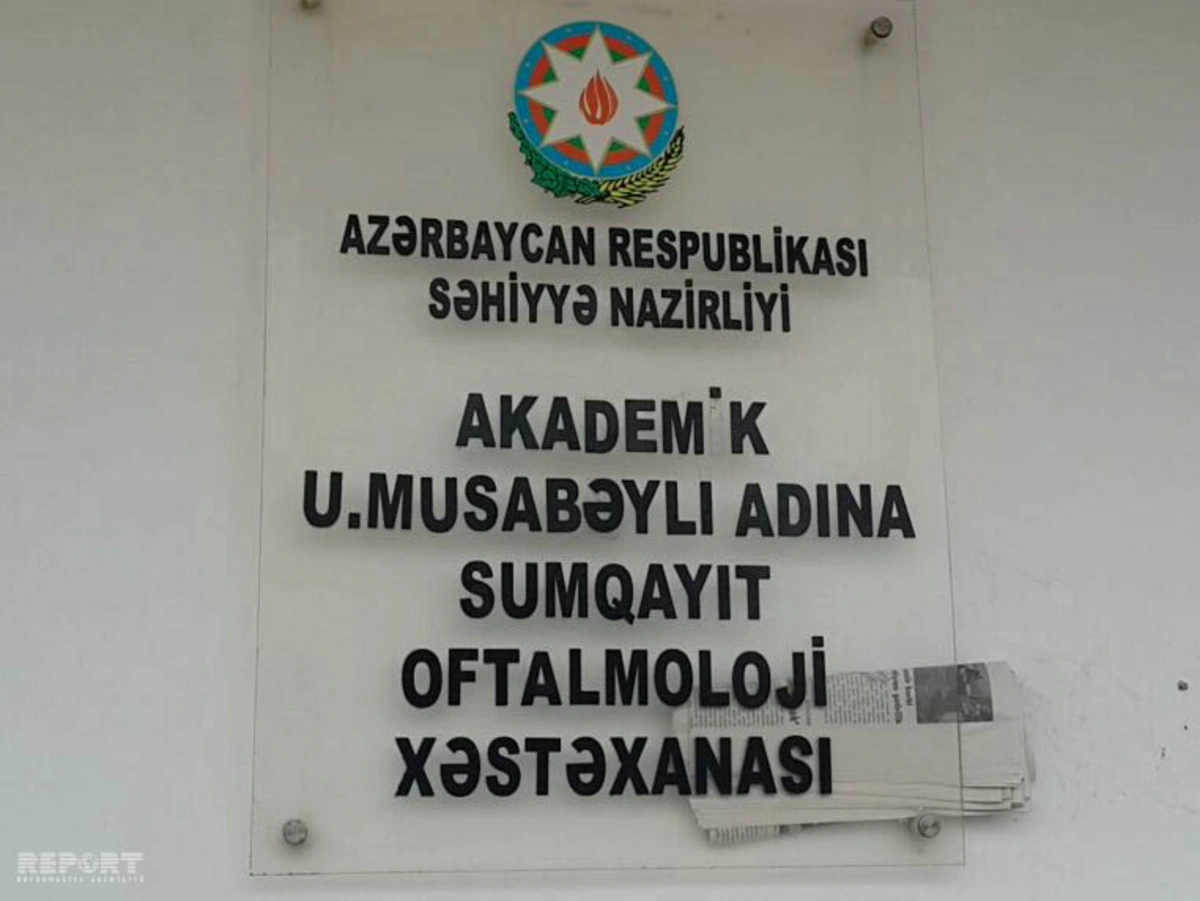 AZƏRBAYCAN RESPUBLİKASI
SƏHİYYƏ NAZİRLİYİ
AKADEMİK
U.MUSABƏYLI ADINA
SUMQAYIT
OFTALMOLOJİ
XƏSTƏXANASI
REPORT